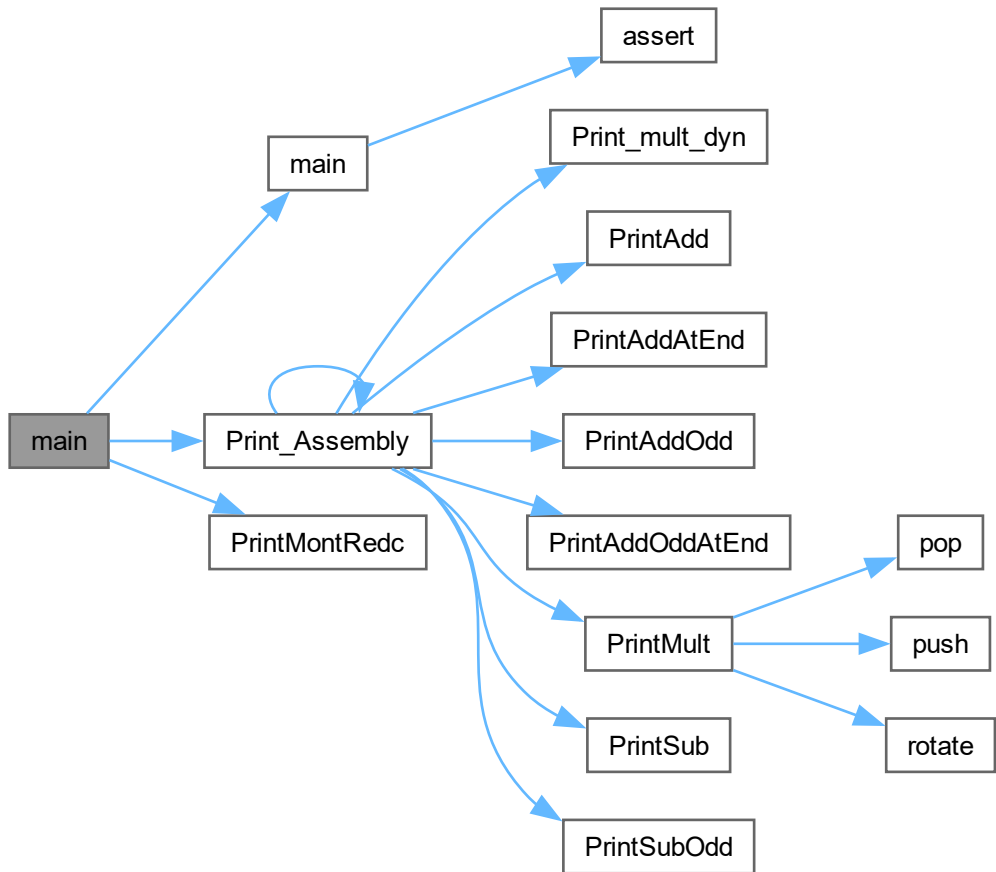 assert
main
Print_mult_dyn
PrintAdd
PrintAddAtEnd
main
Print_Assembly
PrintAddOdd
PrintMontRedc
PrintAddOddAtEnd
pop
PrintMult
push
PrintSub
rotate
PrintSubOdd